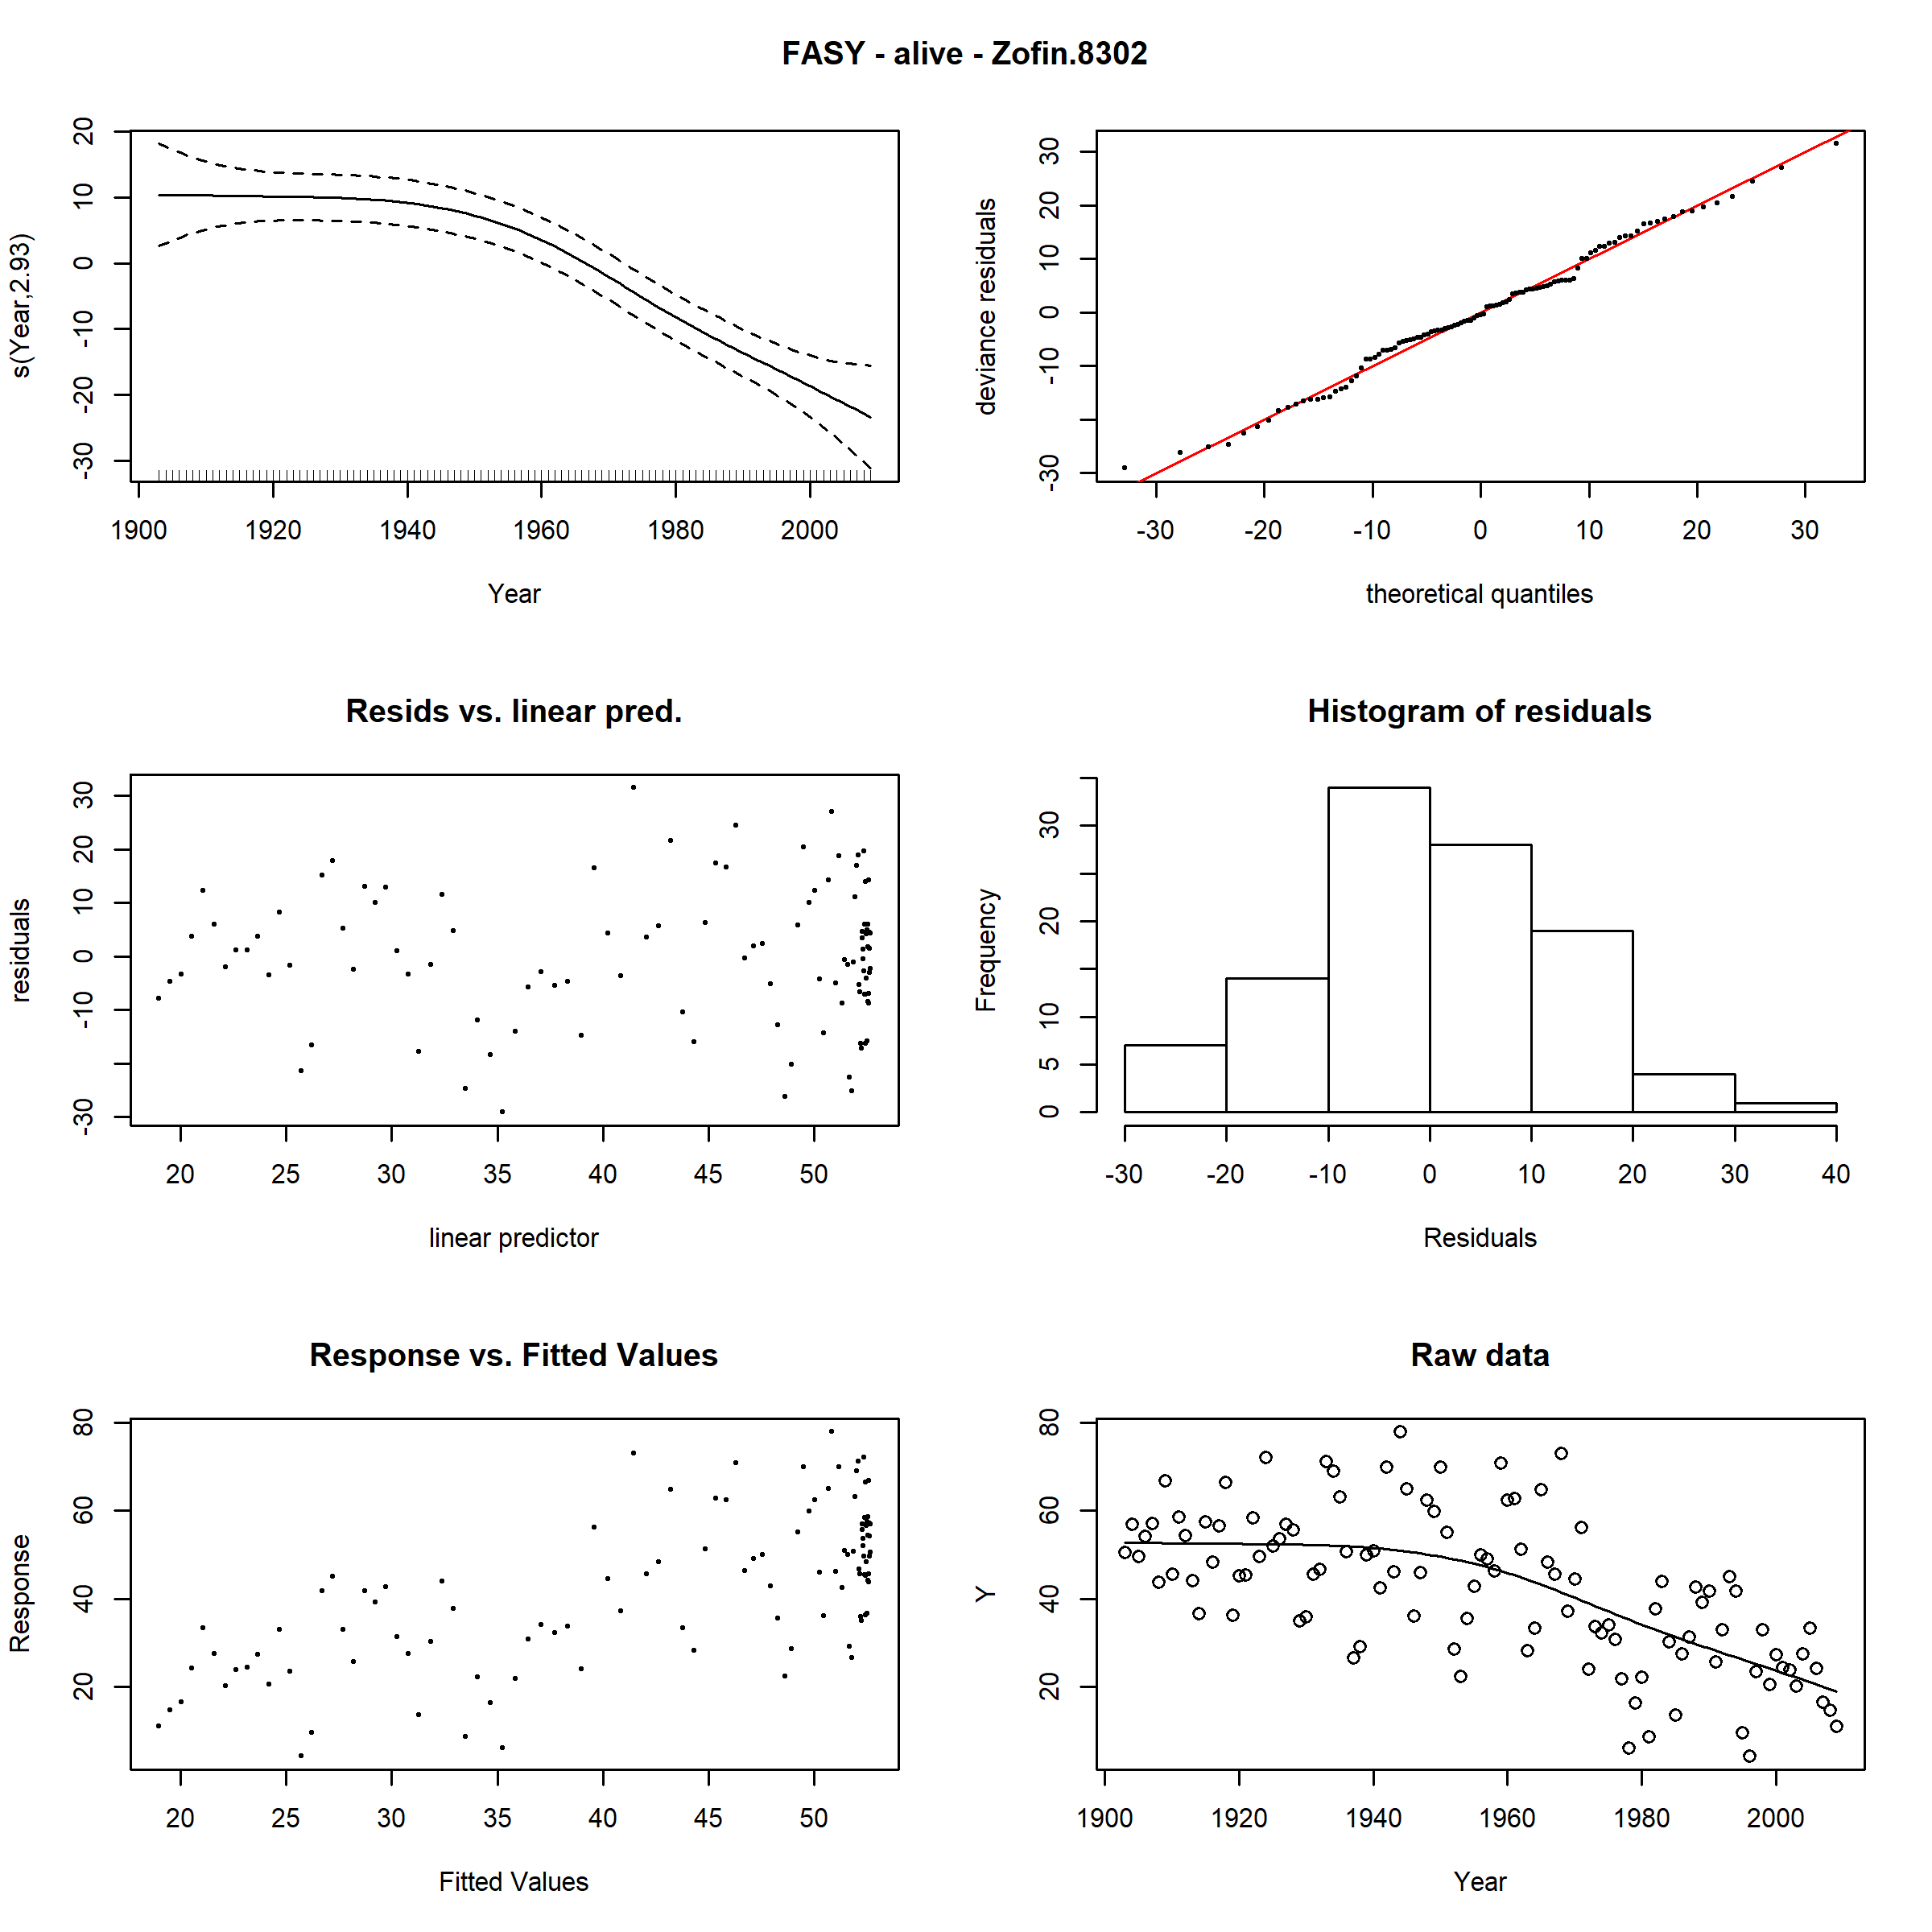 FASY - alive - Zofin.8302
s(Year,2.93)
20
10
0
-10
-20
-30
1900 1920 1940 1960 1980 2000
Year
deviance residuals
30
20
10
0
-10
-30
-30 -20 -10 0 10 20 30
theoretical quantiles
Resids vs. linear pred.
residuals
30
20
10
0
-10
-30
20 25 30 35 40 45 50
linear predictor
Histogram of residuals
Frequency
30
20
10
5
0
-30 -20 -10 0 10 20 30 40
Residuals
Response vs. Fitted Values
Response
80
60
40
20
20 25 30 35 40 45 50
Fitted Values
Raw data
Y
80
60
40
20
1900 1920 1940 1960 1980 2000
Year